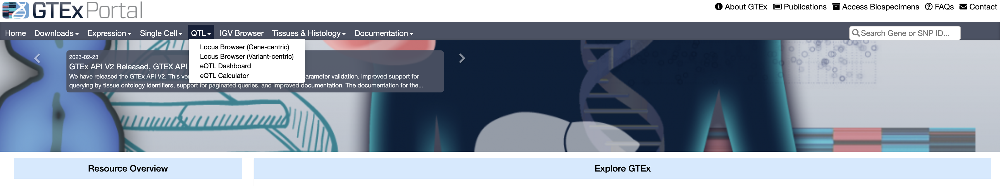 GTEx Portal
About GTEx Publications Access Biospecimens FAQs Contact
Home Downloads Expression Single Cell QTL IGV Browser Tissues & Histology Documentation Search Gene or SNP ID...
Locus Browser (Gene-centric)
Locus Browser (Variant-centric)
eQTL Dashboard
eQTL Calculator
2023-02-23
GTEx API V2 Released, GTEX API
We have released the GTEx API V2. This arameter validation, improved support for
querying by tissue ontology identifiers, support for paginated queries, and improved documentation. The documentation for the...
Resource Overview
Explore GTEx